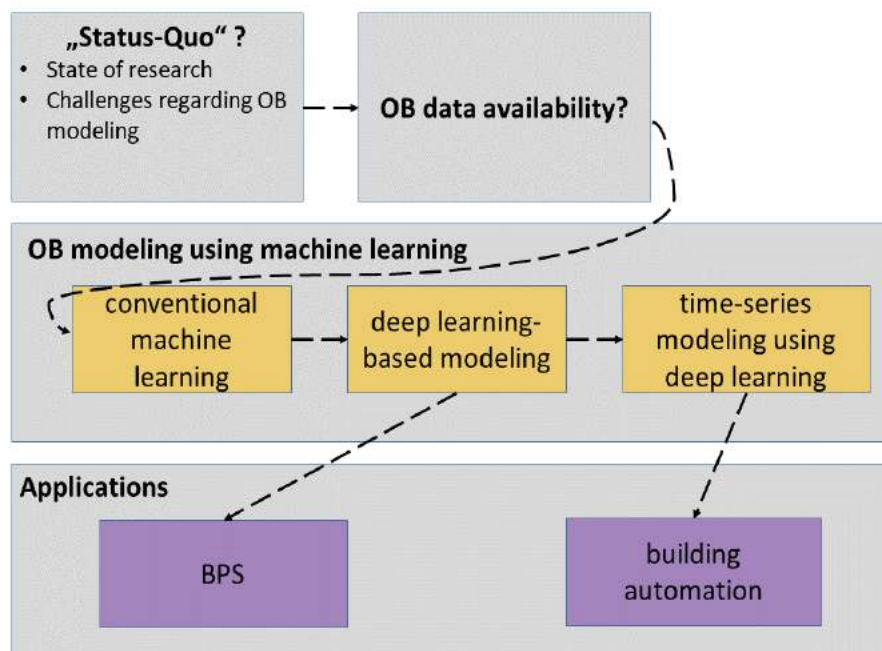 „Status-Quo“ ?
• State of research
• Challenges regarding OB
modeling
OB data availability?
OB modeling using machine learning
conventional
machine
learning
deep learning-
based modeling
time-series
modeling using
deep learning
Applications
BPS
building
automation